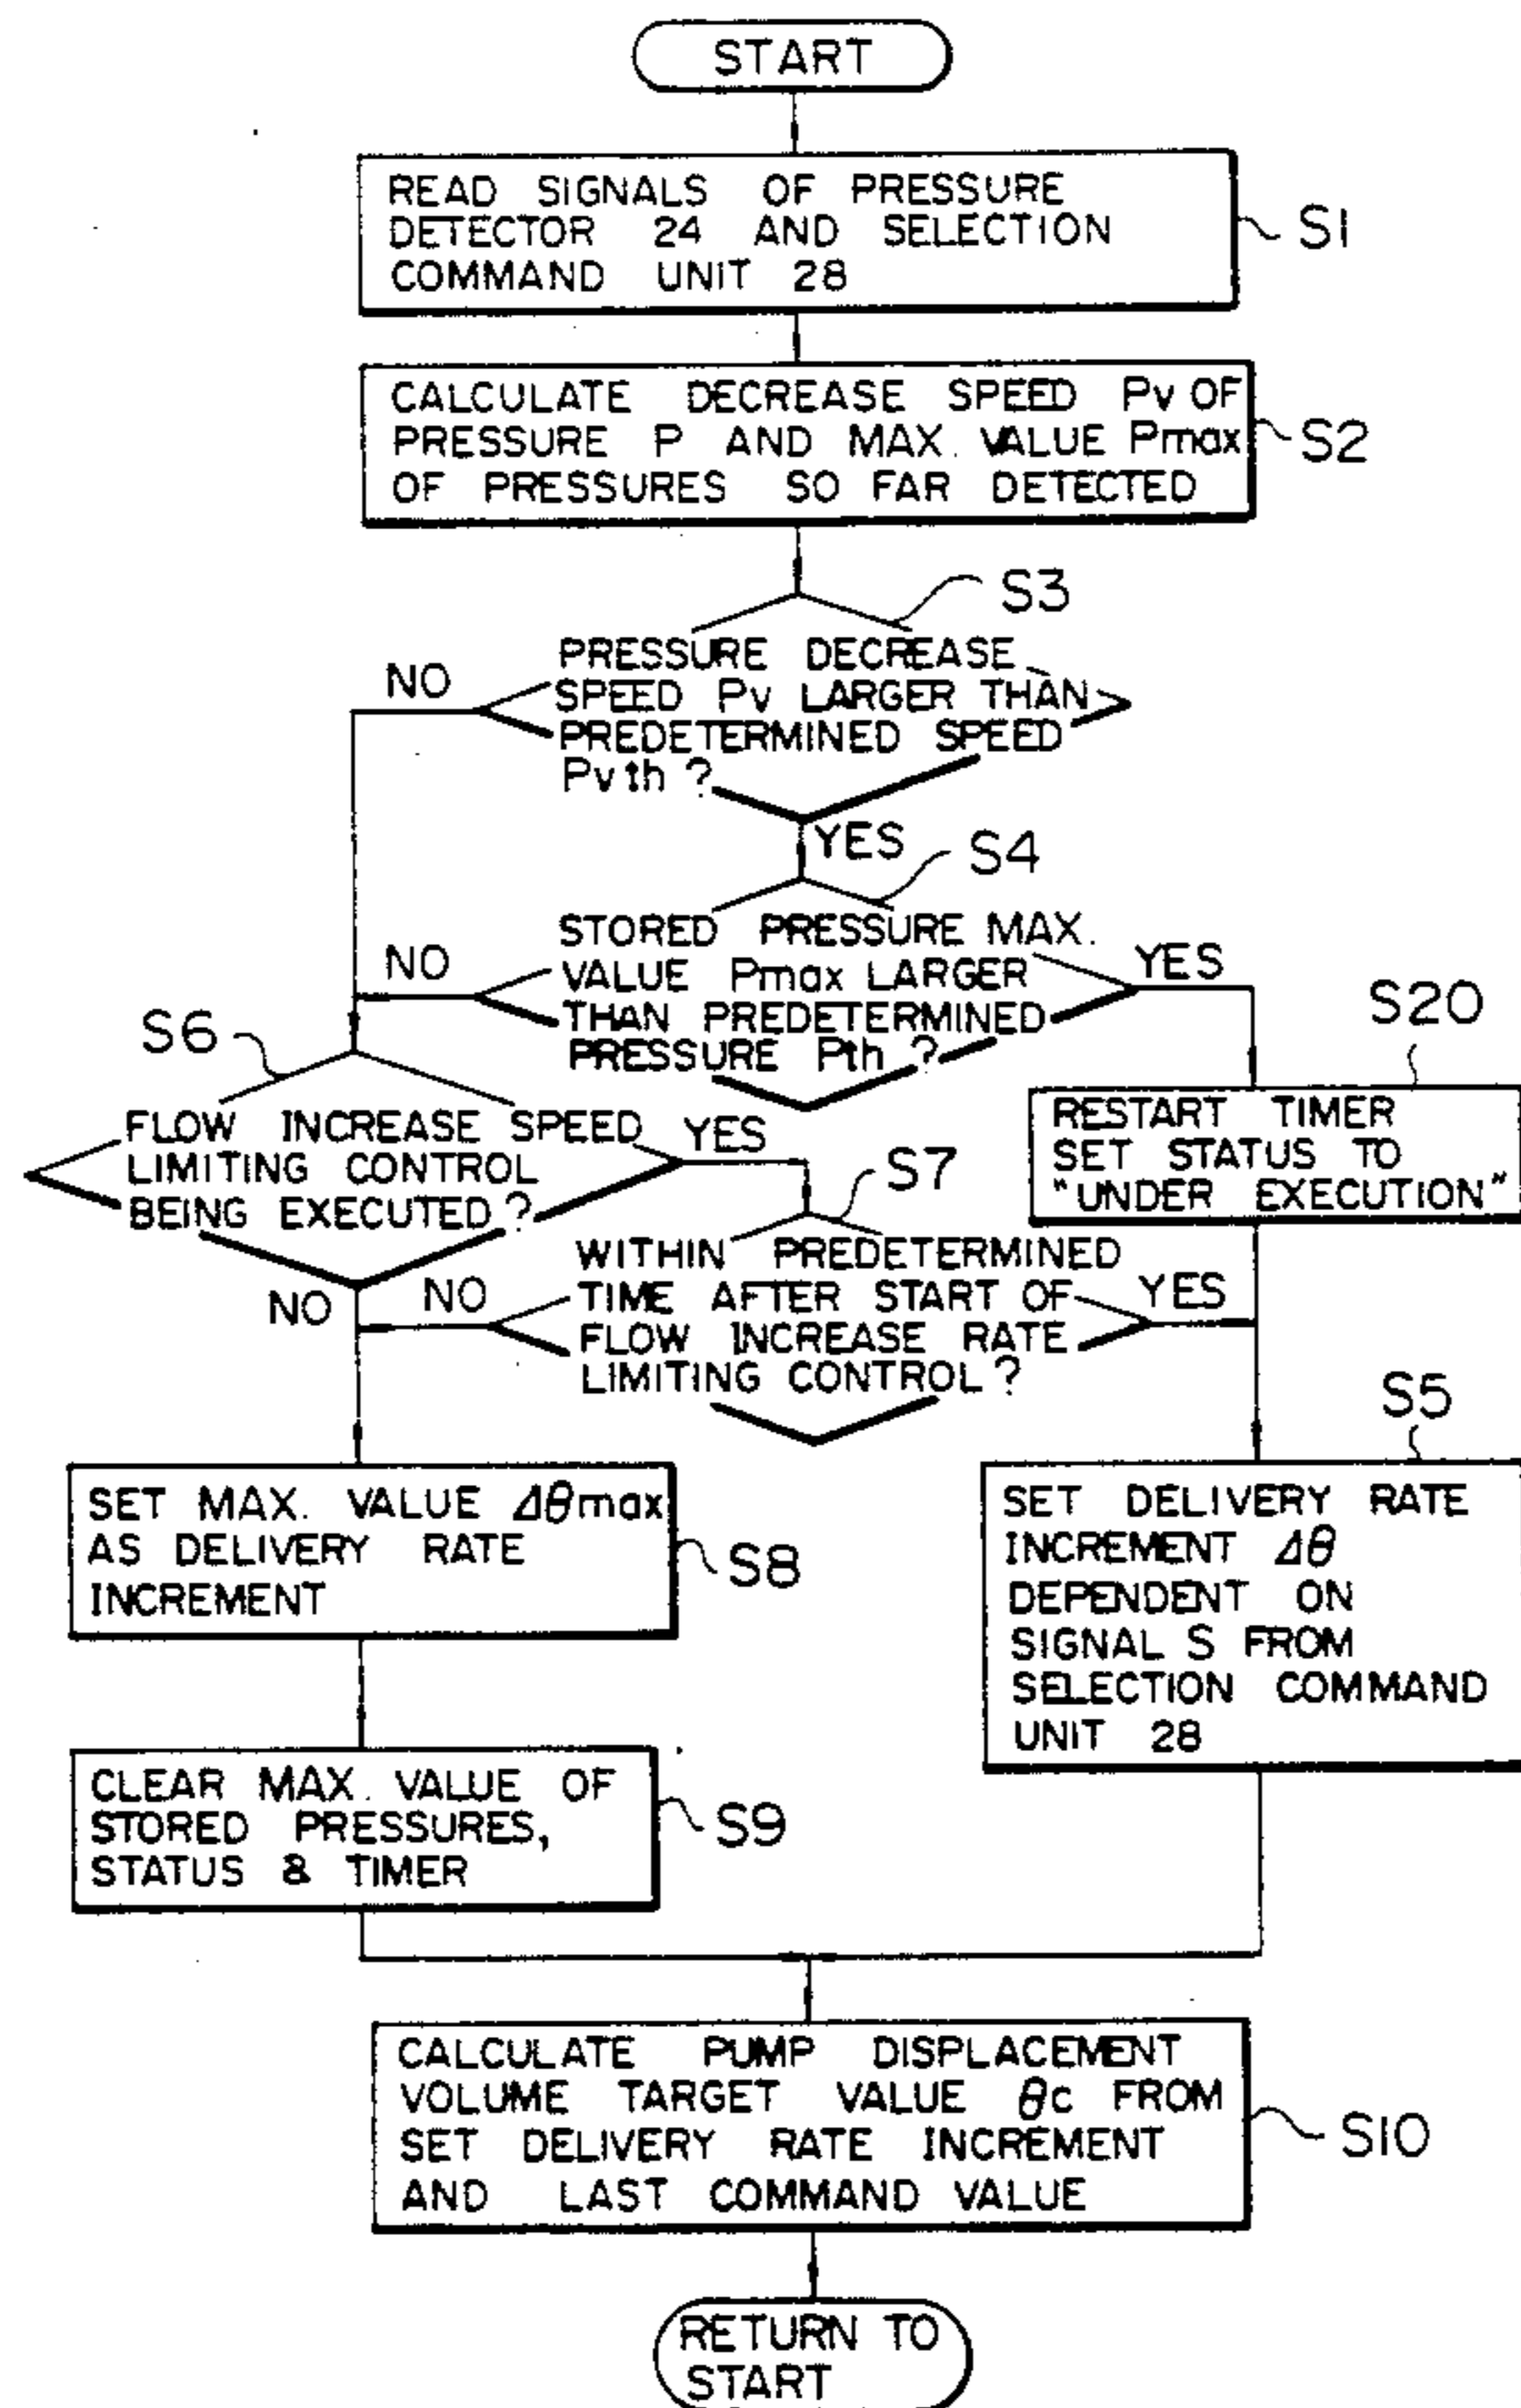 START
READ SIGNALS OF PRESSURE
DETECTOR 24 AND SELECTION
COMMAND UNIT 28
S1
CALCULATE DECREASE SPEED Pv OF
PRESSURE P AND MAX. VALUE Pmax
OF PRESSURES SO FAR DETECTED
S2
S3
PRESSURE DECREASE
SPEED Pv LARGER THAN
PREDETERMINED SPEED
Pvth ?
NO
YES
S4
STORED PRESSURE MAX.
VALUE Pmax LARGER
THAN PREDETERMINED
PRESSURE Pth ?
NO
YES
S20
RESTART TIMER
SET STATUS TO
"UNDER EXECUTION"
S6
FLOW INCREASE SPEED
LIMITING CONTROL
BEING EXECUTED ?
YES
NO
S7
WITHIN PREDETERMINED
TIME AFTER START OF
FLOW INCREASE RATE
LIMITING CONTROL ?
NO
YES
S5
SET DELIVERY RATE
INCREMENT Δθ
DEPENDENT ON
SIGNAL S FROM
SELECTION COMMAND
UNIT 28
SET MAX. VALUE Δθmax
AS DELIVERY RATE
INCREMENT
S8
CLEAR MAX. VALUE OF
STORED PRESSURES,
STATUS & TIMER
S9
CALCULATE PUMP DISPLACEMENT
VOLUME TARGET VALUE θc FROM
SET DELIVERY RATE INCREMENT
AND LAST COMMAND VALUE
S10
RETURN TO
START